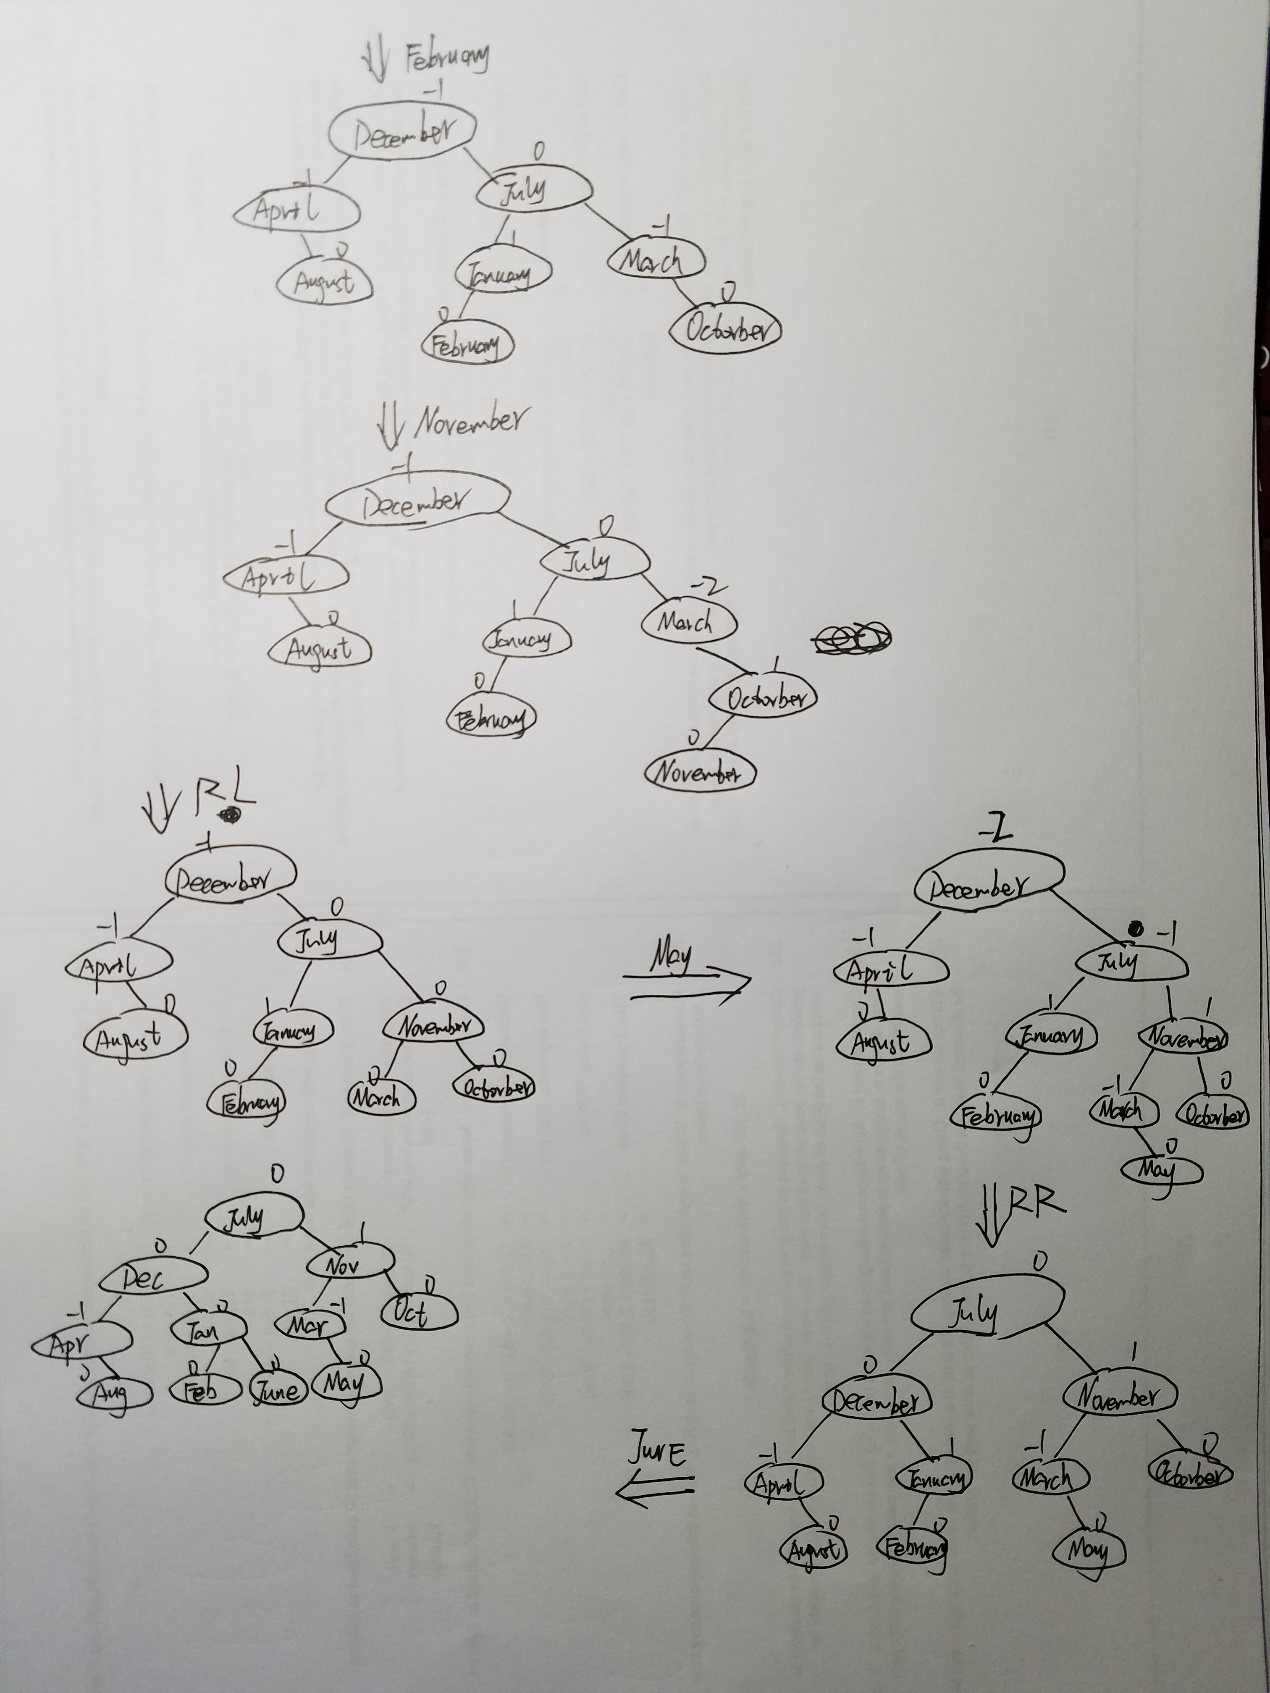 February
-1
December
0
-1
July
April
-1
0
March
August
1
January
0
October
0
February
November
-1
December
-1
0
April
July
-2
March
0
1
August
January
1
Octorber
0
February
0
November
RL
-1
December
-1
0
April
July
0
1
0
August
January
November
0
0
0
February
March
Octorber
May
-2
December
-1
-1
April
July
0
1
1
August
January
November
0
-1
0
February
March
Octorber
0
May
RR
0
July
0
1
December
November
-1
1
-1
0
April
January
March
Octorber
0
0
0
August
February
May
JunE
0
July
0
1
Dec
Nov
-1
0
-1
0
Apr
Jan
Mar
Oct
0
0
0
0
Aug
Feb
June
May